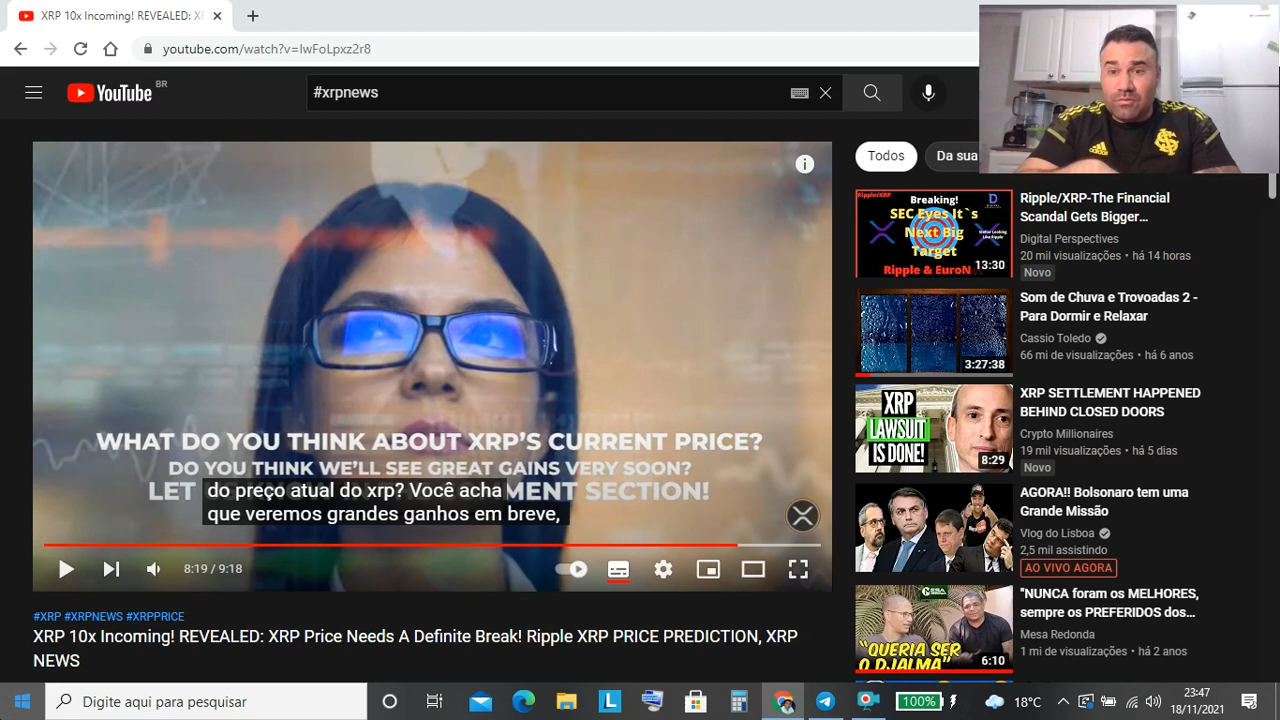 XRP 10x Incoming! REVEALED: XR
youtube.com/watch?v=IwFoLpxz2r8
YouTube BR
#xrpnews
WHAT DO YOU THINK ABOUT XRP'S CURRENT PRICE?
DO YOU THINK WE'LL SEE GREAT GAINS VERY SOON?
LET MENT SECTION!
do preço atual do xrp? Você acha
que veremos grandes ganhos em breve,
8:19 / 9:18
#XRP #XRPNEWS #XRPPRICE
XRP 10x Incoming! REVEALED: XRP Price Needs A Definite Break! Ripple XRP PRICE PREDICTION, XRP
NEWS
Todos
Da sua
Ripple/XRP
Breaking!
SEC Eyes It`s
Next Big
Target
Ripple & EuroN
13:30
Ripple/XRP-The Financial
Scandal Gets Bigger...
Digital Perspectives
20 mil visualizações • há 14 horas
Novo
3:27:38
Som de Chuva e Trovoadas 2 -
Para Dormir e Relaxar
Cassio Toledo
66 mi de visualizações • há 6 anos
XRP
LAWSUIT
IS DONE!
8:29
XRP SETTLEMENT HAPPENED
BEHIND CLOSED DOORS
Crypto Millionaires
19 mil visualizações • há 5 dias
Novo
AGORA!! Bolsonaro tem uma
Grande Missão
Vlog do Lisboa
2,5 mil assistindo
AO VIVO AGORA
"QUERIA SER
O DJALMA"
6:10
"NUNCA foram os MELHORES,
sempre os PREFERIDOS dos...
Mesa Redonda
1 mi de visualizações • há 2 anos
Digite aqui para pesquisar
100%
18°C
23:47
18/11/2021